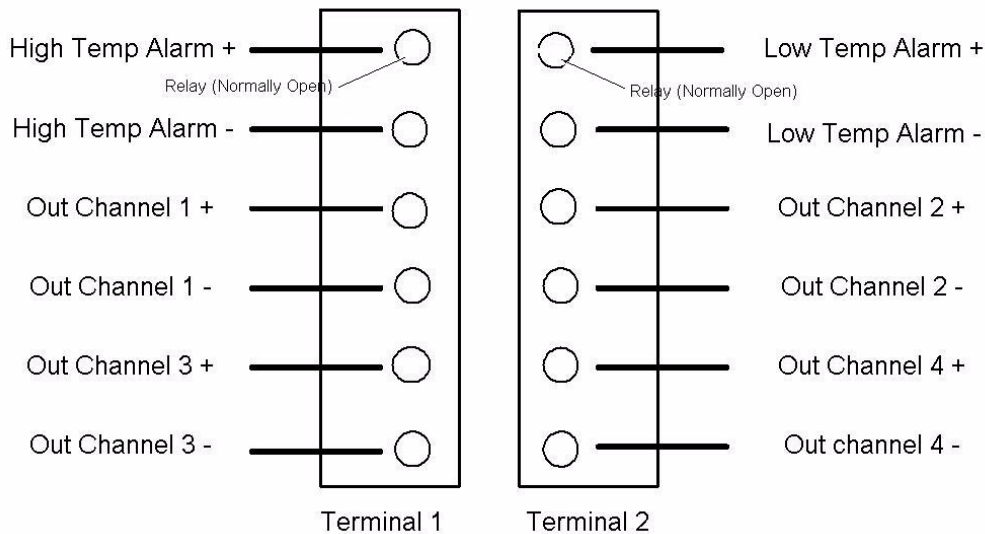 High Temp Alarm +
Relay (Normally Open)
High Temp Alarm -
Out Channel 1 +
Out Channel 1 -
Out Channel 3 +
Out Channel 3 -
Terminal 1
Low Temp Alarm +
Relay (Normally Open)
Low Temp Alarm -
Out Channel 2 +
Out Channel 2 -
Out Channel 4 +
Out channel 4 -
Terminal 2